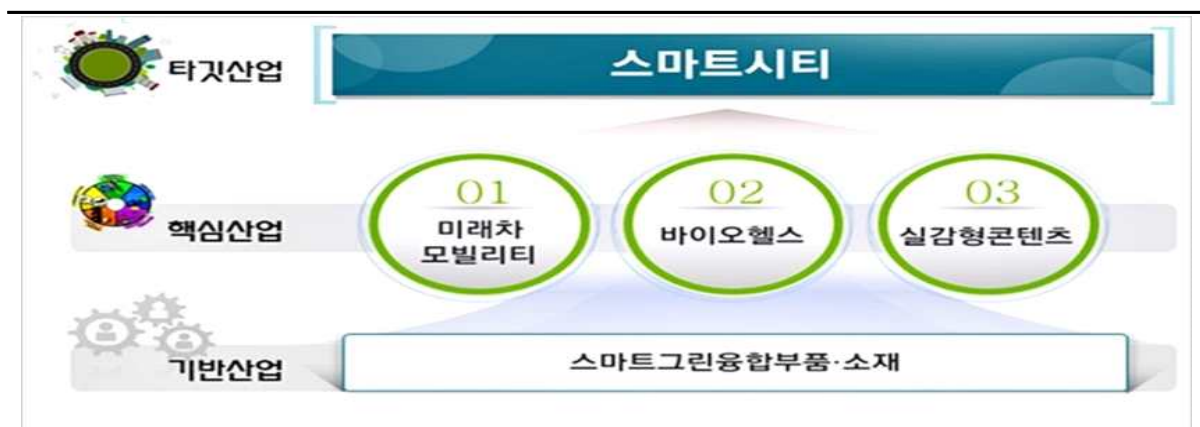 타깃산업
스마트시티
핵심산업
01
미래차
모빌리티
02
바이오헬스
03
실감형콘텐츠
기반산업
스마트그린융합부품·소재